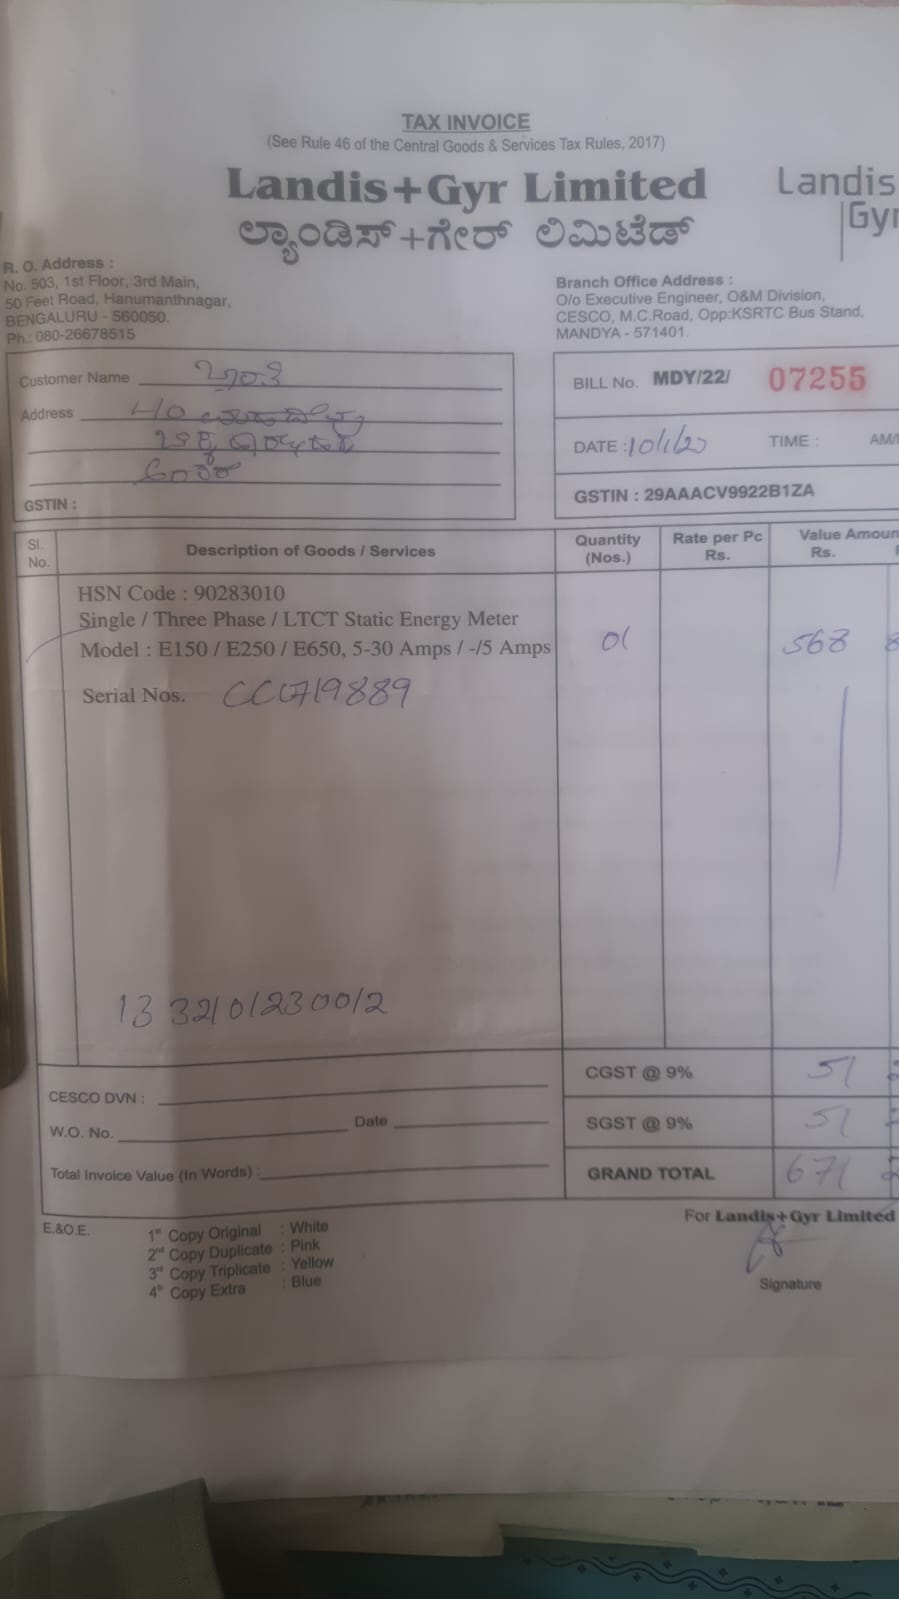 TAX INVOICE
(See Rule 46 of the Central Goods & Services Tax Rules, 2017)
Landis+Gyr Limited
ಲ್ಯಾಂಡಿಸ್+ಗೇರ್ ಲಿಮಿಟೆಡ್
Landis
Gyr
R. O. Address :
No. 503, 1st Floor, 3rd Main,
50 Feet Road, Hanumanthnagar,
BENGALURU - 560050.
Ph.: 080-26678515
Branch Office Address :
O/o Executive Engineer, O&M Division,
CESCO, M.C.Road, Opp:KSRTC Bus Stand,
MANDYA - 571401.
Customer Name
Address
GSTIN :
BILL No. MDY/22/ 07255
DATE : TIME : AM/
GSTIN : 29AAACV9922B1ZA
Sl. No. Description of Goods / Services Quantity (Nos.) Rate per Pc Rs. Value Amoun Rs.
HSN Code : 90283010
Single / Three Phase / LTCT Static Energy Meter
Model : E150 / E250 / E650, 5-30 Amps / -/5 Amps 01 568
Serial Nos.
CGST @ 9% 51
CESCO DVN :
SGST @ 9% 51
W.O. No. Date
Total Invoice Value (In Words) :
GRAND TOTAL 671
E.&O.E.
1st Copy Original : White
2nd Copy Duplicate : Pink
3rd Copy Triplicate : Yellow
4th Copy Extra : Blue
For Landis+Gyr Limited
Signature